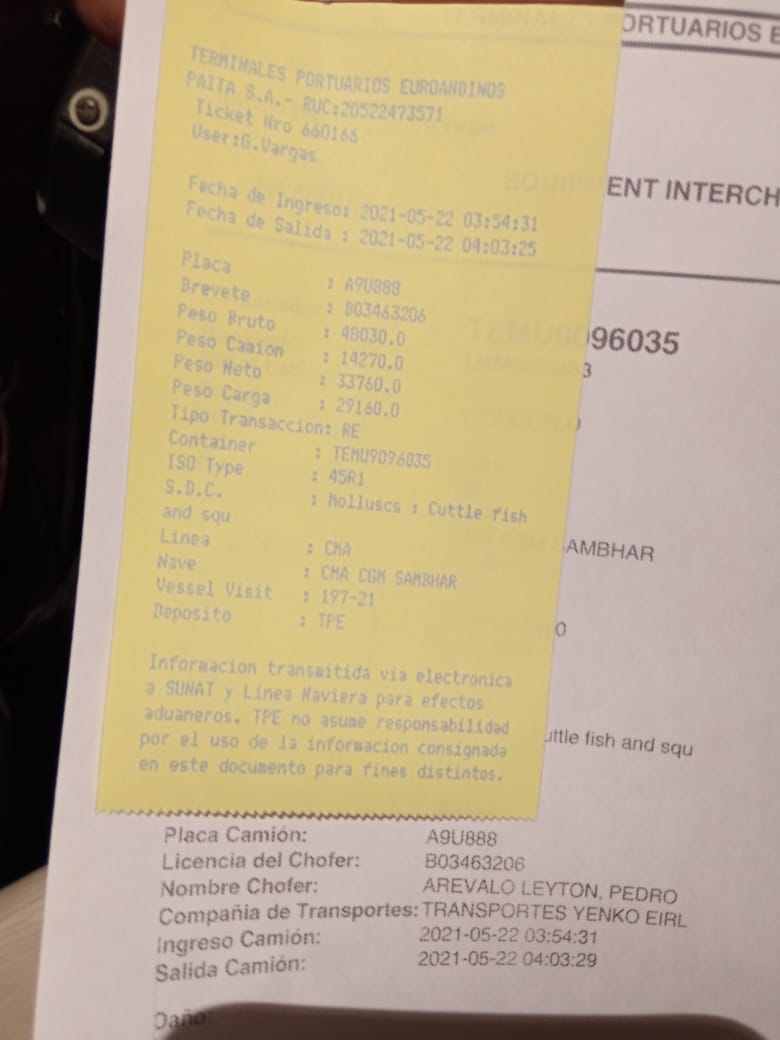 ORTUARIOS E
TERMINALES PORTUARIOS EUROANDINOS
PAITA S.A.- RUC:20522473571
Ticket Nro 660166
User:G.Vargas
ENT INTERCH
Fecha de Ingreso: 2021-05-22 03:54:31
Fecha de Salida : 2021-05-22 04:03:25
Placa : A9U888
Brevete : B03463206
Peso Bruto : 48030.0
Peso Camion : 14270.0
Peso Neto : 33760.0
Peso Carga : 29160.0
Tipo Transaccion: RE
Container : TEMU9096035
ISO Type : 45R1
S.D.C. : Molluscs : Cuttle fish
and squ
Linea : CMA
Nave : CMA CGM SAMBHAR
Vessel Visit : 197-21
Deposito : TPE
Informacion transmitida via electronica
a SUNAT y Linea Naviera para efectos
aduaneros. TPE no asume responsabilidad
por el uso de la informacion consignada
en este documento para fines distintos.
TEMU9096035
3
SAMBHAR
0
uttle fish and squ
Placa Camión: A9U888
Licencia del Chofer: B03463206
Nombre Chofer: AREVALO LEYTON, PEDRO
Compañia de Transportes: TRANSPORTES YENKO EIRL
Ingreso Camión: 2021-05-22 03:54:31
Salida Camión: 2021-05-22 04:03:29
Daño: